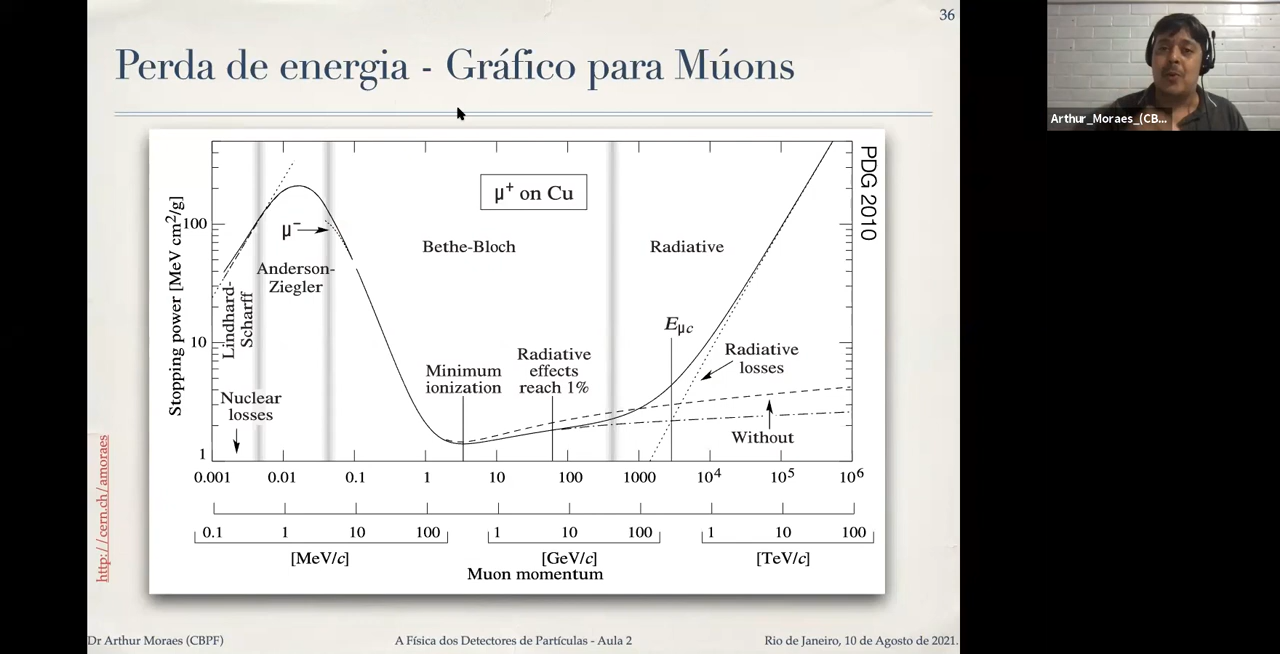 36
Perda de energia - Gráfico para Múons
Arthur_Moraes_(CB...
PDG 2010
μ+ on Cu
Stopping power [MeV cm²/g]
100
10
1
μ−
Bethe-Bloch
Radiative
Anderson-
Ziegler
Lindhard-
Scharff
Eμc
Minimum
ionization
Radiative
effects
reach 1%
Radiative
losses
Nuclear
losses
Without
0.001 0.01 0.1 1 10 100 1000 10⁴ 10⁵ 10⁶
0.1 1 10 100 1 10 100 1 10 100
[MeV/c] [GeV/c] [TeV/c]
Muon momentum
http://cern.ch/amoraes
Dr Arthur Moraes (CBPF) A Física dos Detectores de Partículas - Aula 2 Rio de Janeiro, 10 de Agosto de 2021.